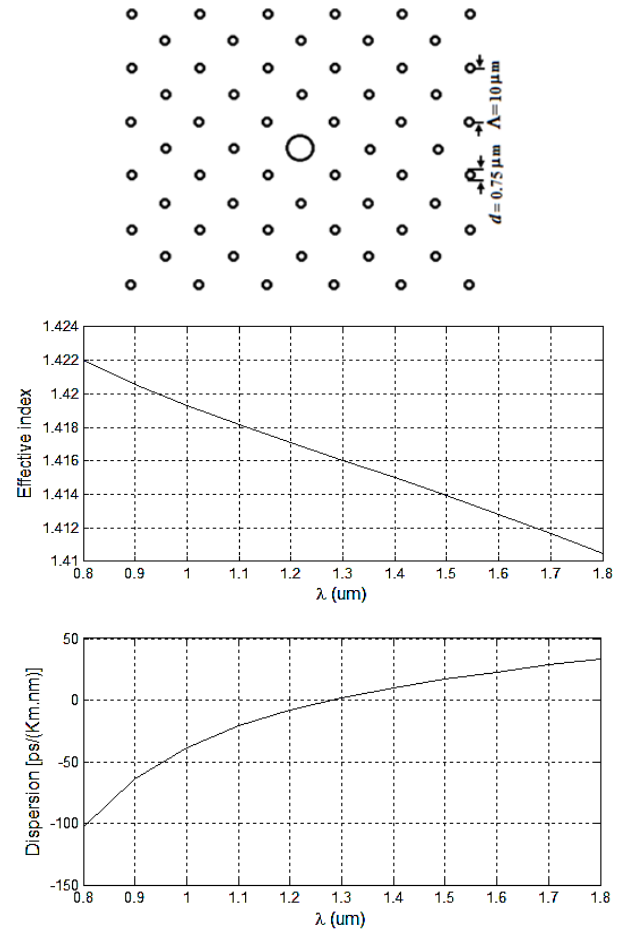 Λ = 10 μm
d = 0.75 μm
1.424
1.422
1.42
1.418
1.416
1.414
1.412
1.41
Effective index
0.8 0.9 1 1.1 1.2 1.3 1.4 1.5 1.6 1.7 1.8
λ (um)
50
0
-50
-100
-150
Dispersion [ps/(Km.nm)]
0.8 0.9 1 1.1 1.2 1.3 1.4 1.5 1.6 1.7 1.8
λ (um)